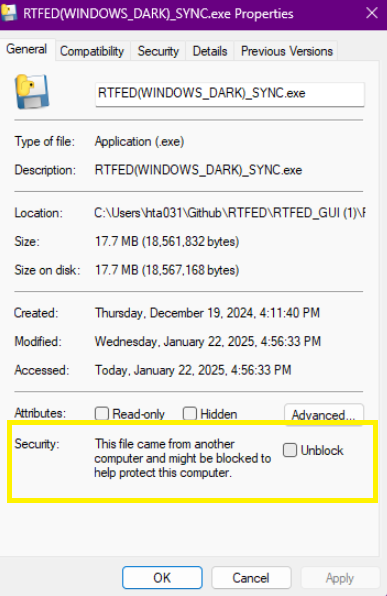 RTFED(WINDOWS_DARK)_SYNC.exe Properties
General Compatibility Security Details Previous Versions
RTFED(WINDOWS_DARK)_SYNC.exe
Type of file: Application (.exe)
Description: RTFED(WINDOWS_DARK)_SYNC.exe
Location: C:\Users\hta031\Github\RTFED\RTFED_GUI (1)\
Size: 17.7 MB (18,561,832 bytes)
Size on disk: 17.7 MB (18,567,168 bytes)
Created: Thursday, December 19, 2024, 4:11:40 PM
Modified: Wednesday, January 22, 2025, 4:56:33 PM
Accessed: Today, January 22, 2025, 4:56:33 PM
Attributes: Read-only Hidden Advanced...
Security: This file came from another
computer and might be blocked to Unblock
help protect this computer.
OK Cancel Apply